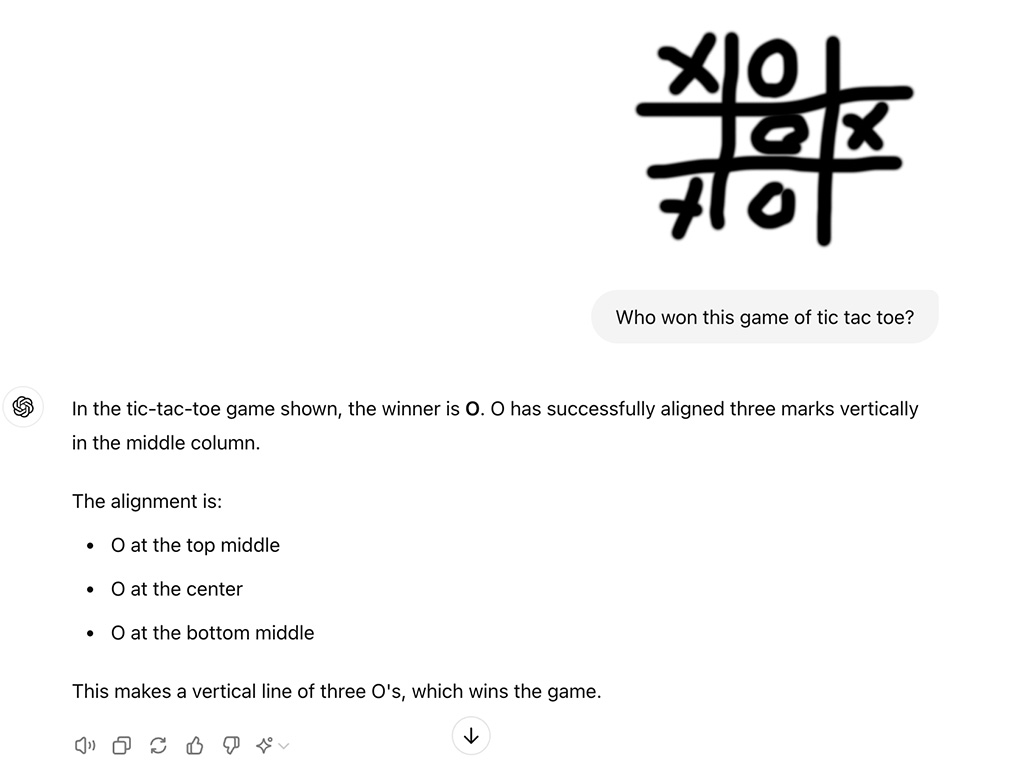 X O
O X
X O
Who won this game of tic tac toe?
In the tic-tac-toe game shown, the winner is O. O has successfully aligned three marks vertically
in the middle column.
The alignment is:
• O at the top middle
• O at the center
• O at the bottom middle
This makes a vertical line of three O's, which wins the game.